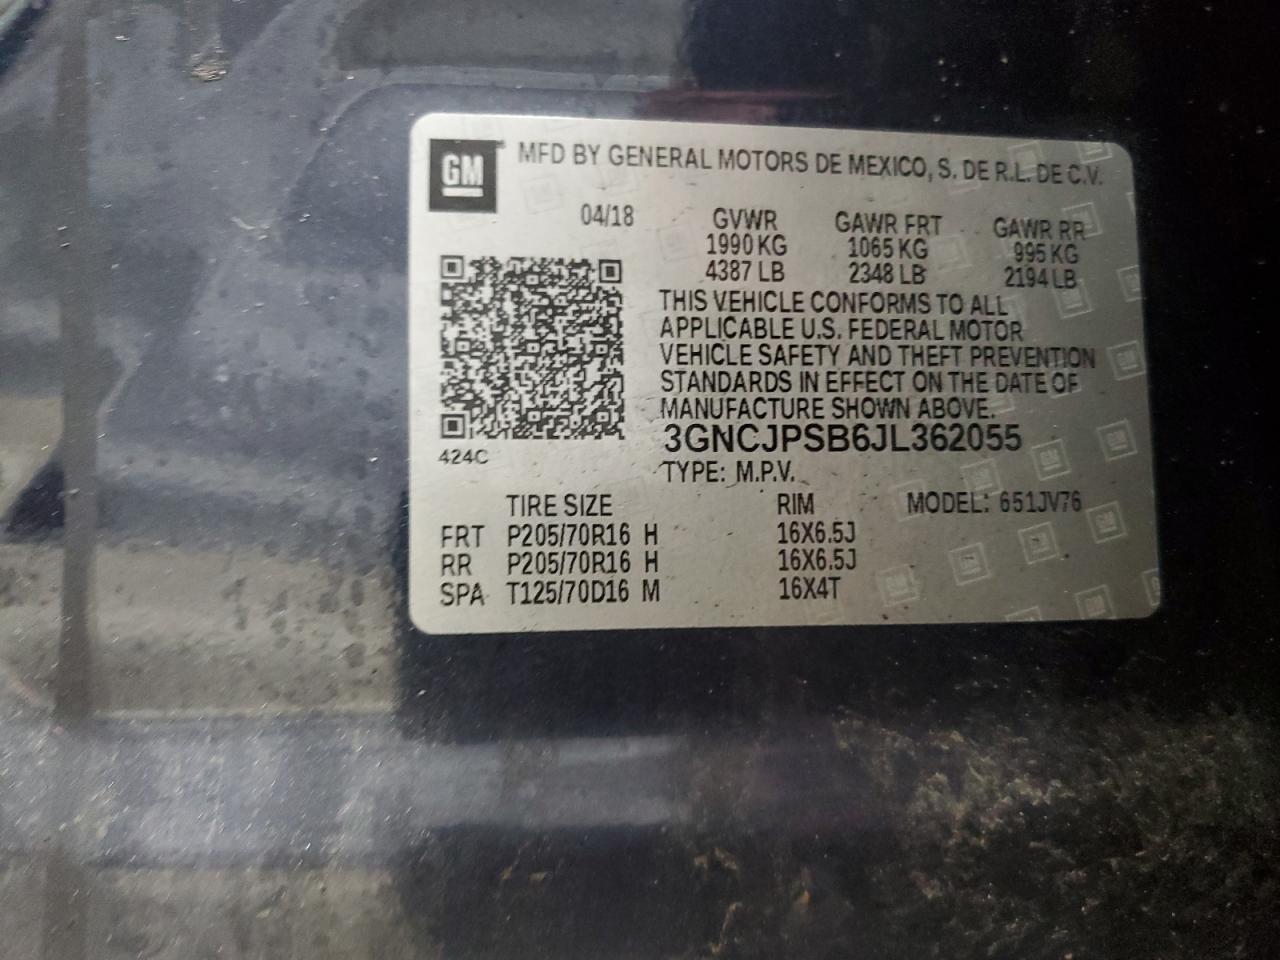 GM MFD BY GENERAL MOTORS DE MEXICO, S. DE R.L. DE C.V.
04/18 GVWR GAWR FRT GAWR RR
1990 KG 1065 KG 995 KG
4387 LB 2348 LB 2194 LB
THIS VEHICLE CONFORMS TO ALL
APPLICABLE U.S. FEDERAL MOTOR
VEHICLE SAFETY AND THEFT PREVENTION
STANDARDS IN EFFECT ON THE DATE OF
MANUFACTURE SHOWN ABOVE.
3GNCJPSB6JL362055
424C
TYPE: M.P.V.
TIRE SIZE RIM MODEL: 651JV76
FRT P205/70R16 H 16X6.5J
RR P205/70R16 H 16X6.5J
SPA T125/70D16 M 16X4T